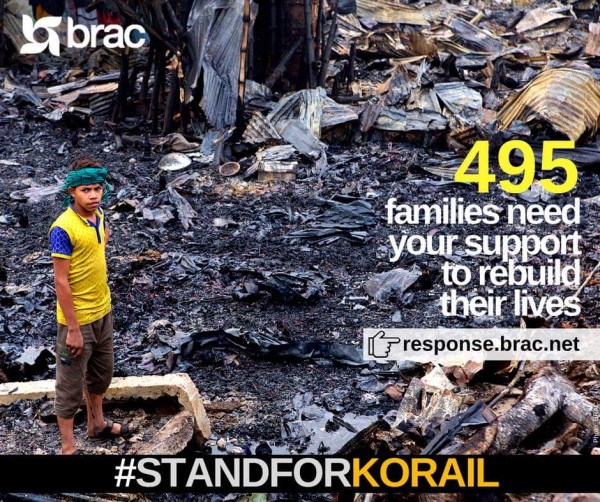 brac
495
families need
your support
to rebuild
their lives
response.brac.net
#STANDFORKORAIL